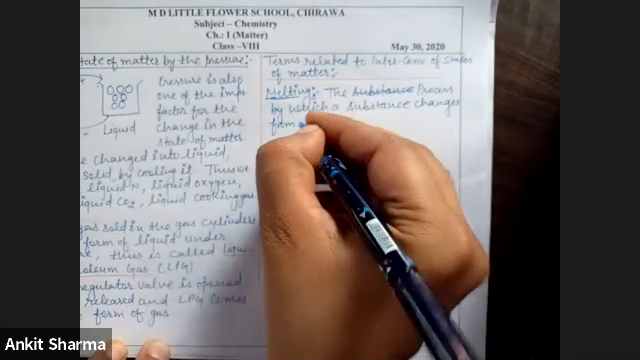 M D LITTLE FLOWER SCHOOL, CHIRAWA
Subject – Chemistry
Ch.: I (Matter)
Class –VIII May 30, 2020
State of matter by the pressure:-
Pressure is also
one of the imp.
factor for the
change in the
state of matter
Liquid
be changed into liquid,
solid by cooling it. Thus we
liquid N, liquid oxygen,
liquid CO2, liquid cooking gas
gas sold in the gas cylinders
form of liquid under
, thus is called
oleum Gas (LPG)
regulator valve is opened
released and LPG comes
form of gas
Terms related to Inter-Conv. of States
of matter:-
Melting:- The substance Process
by which a substance changes
from
Ankit Sharma